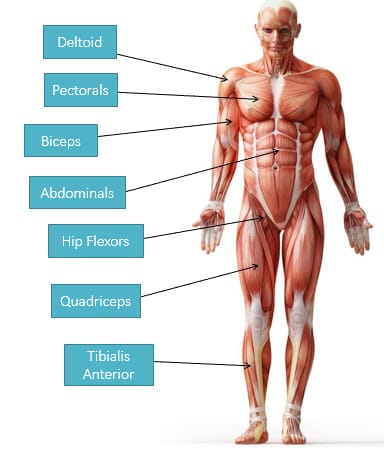 Deltoid
Pectorals
Biceps
Abdominals
Hip Flexors
Quadriceps
Tibialis
Anterior